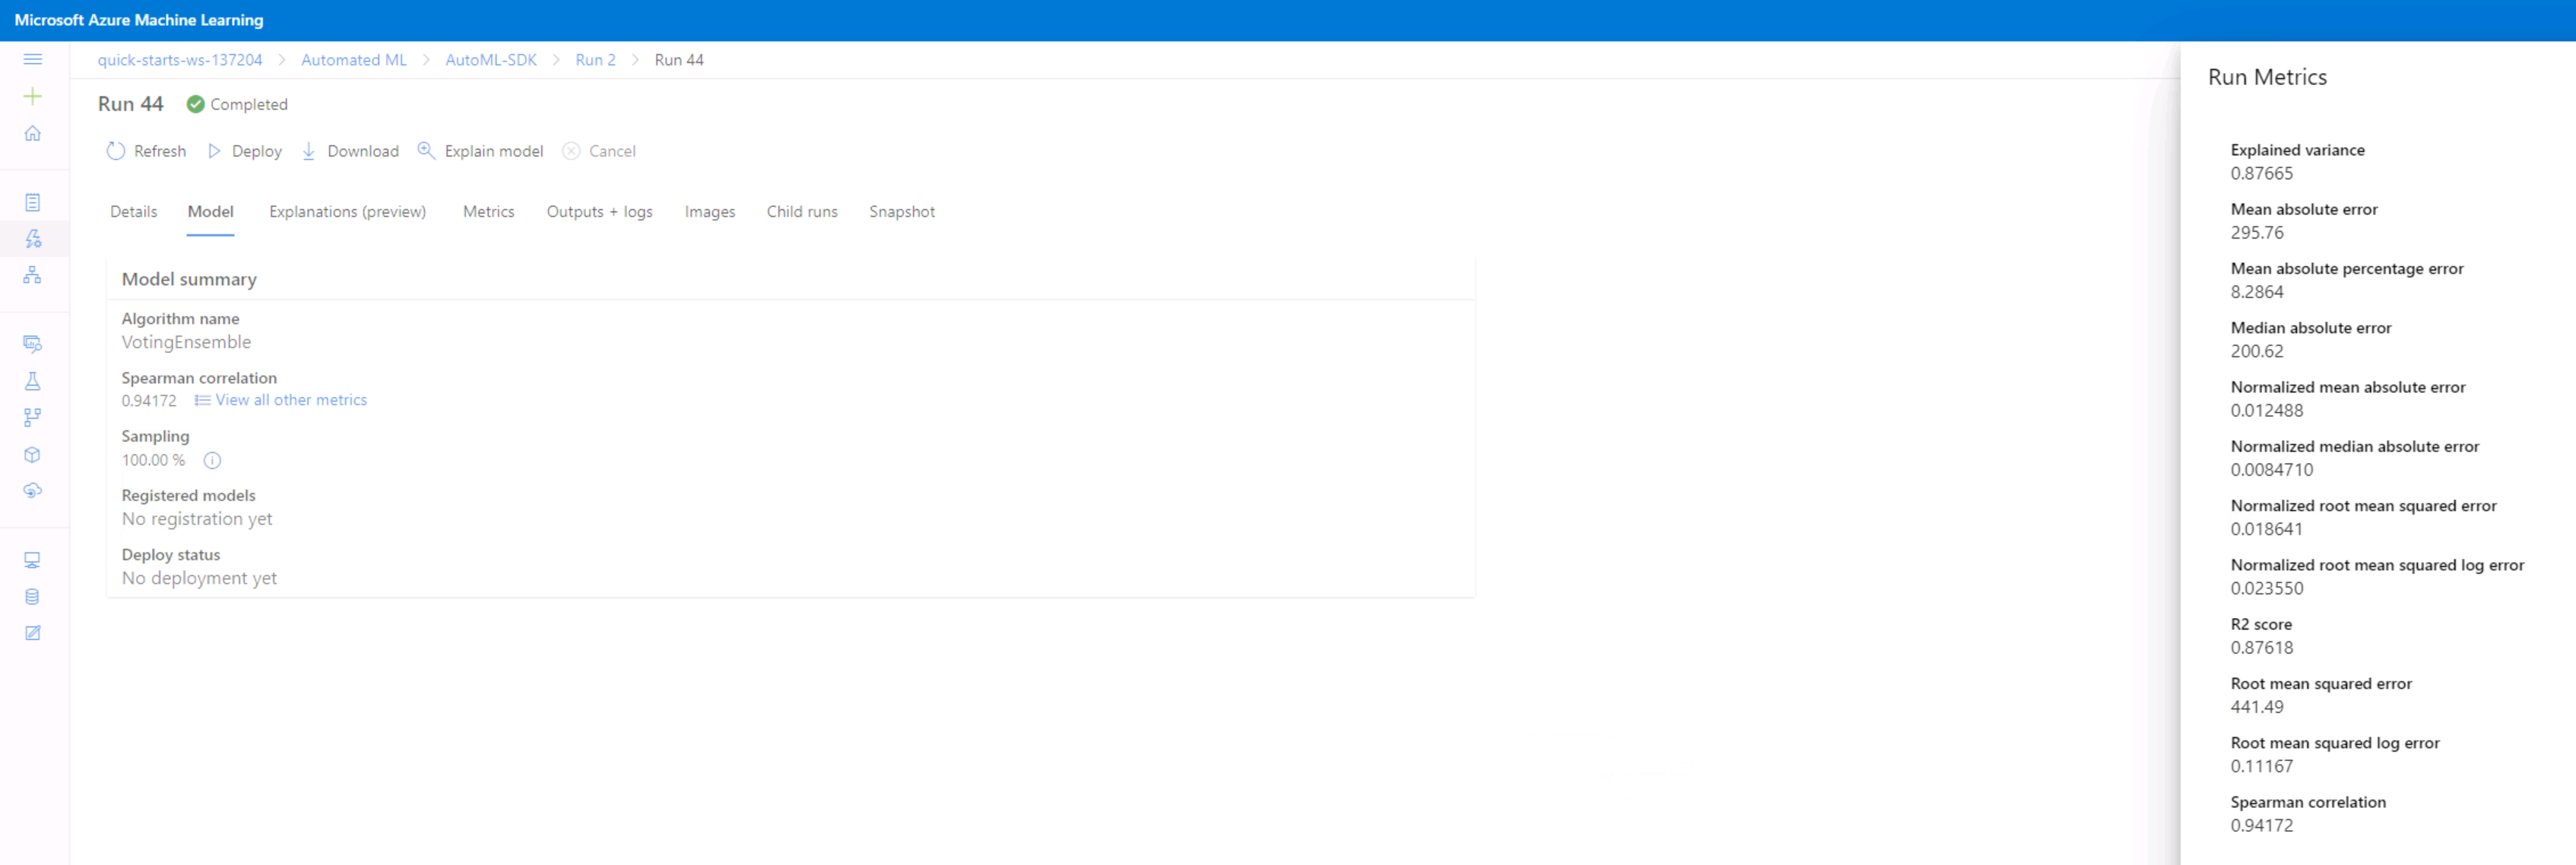 Microsoft Azure Machine Learning
quick-starts-ws-137204 > Automated ML > AutoML-SDK > Run 2 > Run 44
Run 44 Completed
Refresh Deploy Download Explain model Cancel
Details Model Explanations (preview) Metrics Outputs + logs Images Child runs Snapshot
Model summary
Algorithm name
VotingEnsemble
Spearman correlation
0.94172 View all other metrics
Sampling
100.00 %
Registered models
No registration yet
Deploy status
No deployment yet
Run Metrics
Explained variance
0.87665
Mean absolute error
295.76
Mean absolute percentage error
8.2864
Median absolute error
200.62
Normalized mean absolute error
0.012488
Normalized median absolute error
0.0084710
Normalized root mean squared error
0.018641
Normalized root mean squared log error
0.023550
R2 score
0.87618
Root mean squared error
441.49
Root mean squared log error
0.11167
Spearman correlation
0.94172